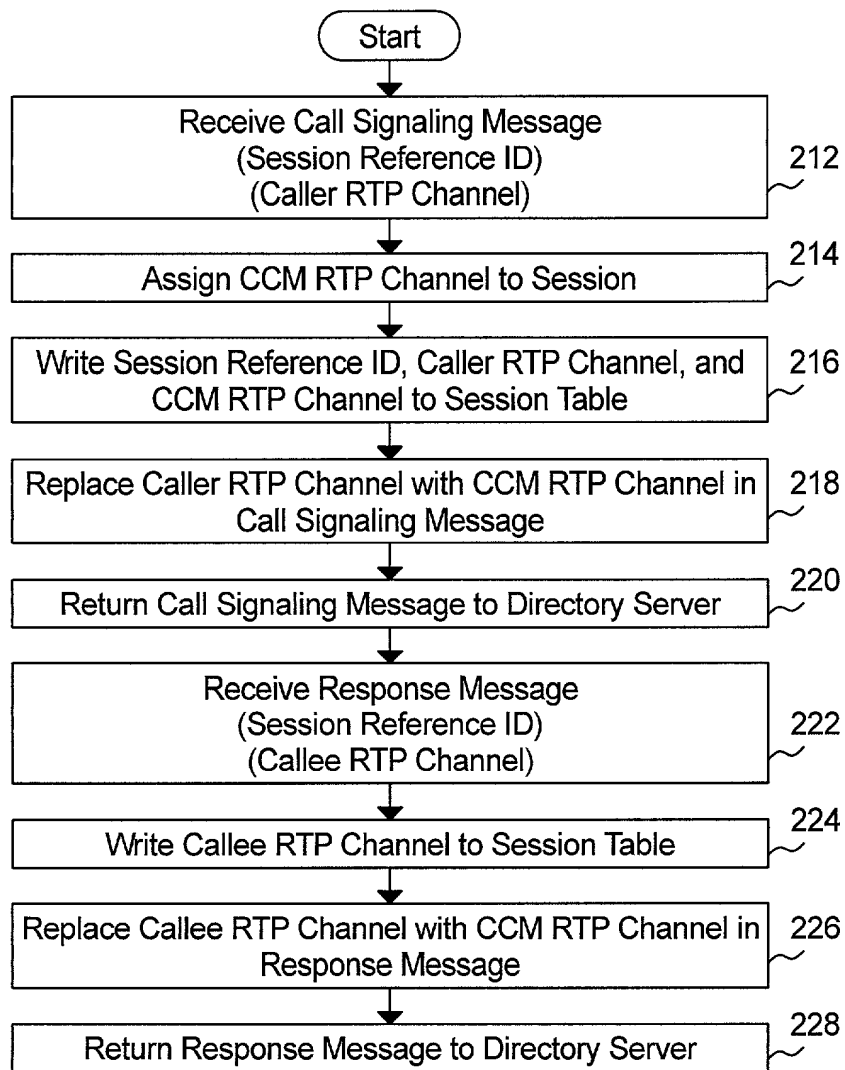 Start
Receive Call Signaling Message
(Session Reference ID)
(Caller RTP Channel)
212
Assign CCM RTP Channel to Session
214
Write Session Reference ID, Caller RTP Channel, and
CCM RTP Channel to Session Table
216
Replace Caller RTP Channel with CCM RTP Channel in
Call Signaling Message
218
Return Call Signaling Message to Directory Server
220
Receive Response Message
(Session Reference ID)
(Callee RTP Channel)
222
Write Callee RTP Channel to Session Table
224
Replace Callee RTP Channel with CCM RTP Channel in
Response Message
226
Return Response Message to Directory Server
228